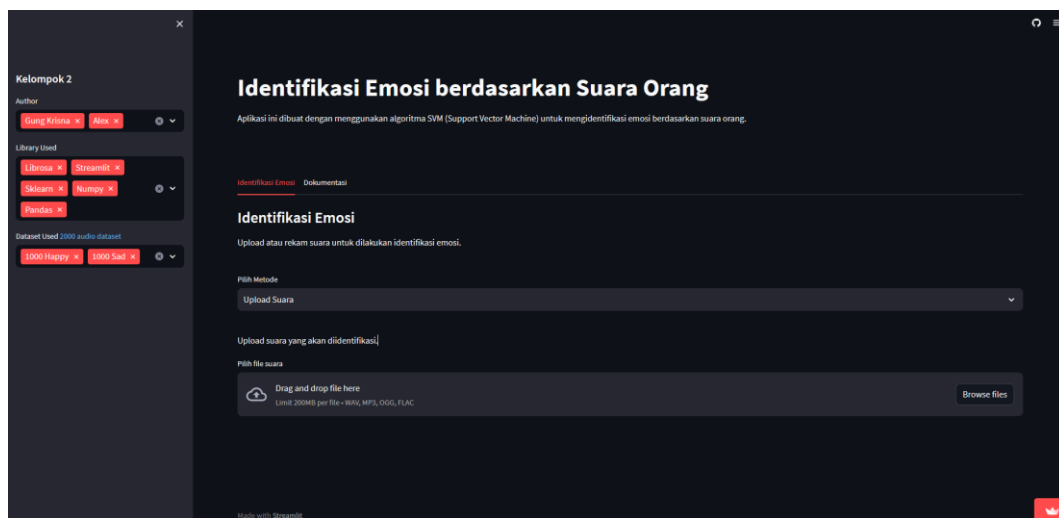 Kelompok 2
Author
Gung Krisna × Alex ×
Library Used
Librosa × Streamlit ×
Sklearn × Numpy ×
Pandas ×
Dataset Used 2000 audio dataset
1000 Happy × 1000 Sad ×
Identifikasi Emosi berdasarkan Suara Orang
Aplikasi ini dibuat dengan menggunakan algoritma SVM (Support Vector Machine) untuk mengidentifikasi emosi berdasarkan suara orang.
Identifikasi Emosi Dokumentasi
Identifikasi Emosi
Upload atau rekam suara untuk dilakukan identifikasi emosi.
Pilih Metode
Upload Suara
Upload suara yang akan diidentifikasi.
Pilih file suara
Drag and drop file here
Limit 200MB per file • WAV, MP3, OGG, FLAC
Browse files
Made with Streamlit